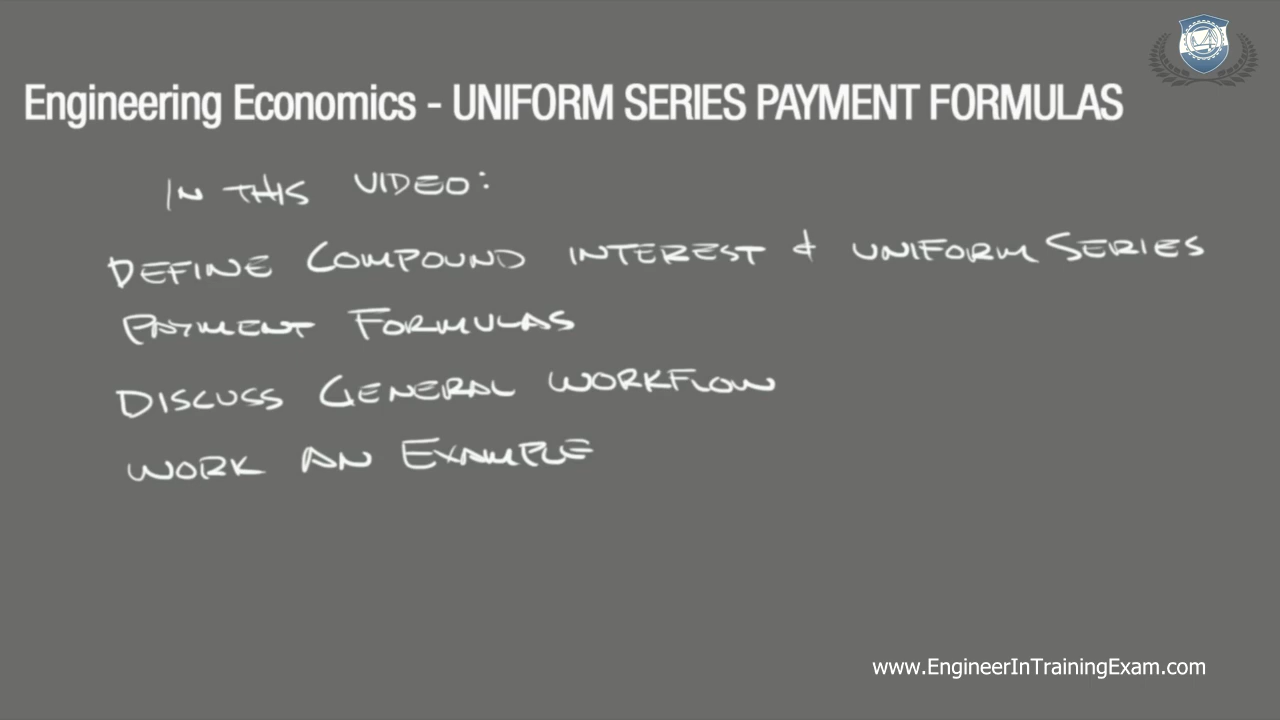 Engineering Economics - UNIFORM SERIES PAYMENT FORMULAS
IN THIS VIDEO:
DEFINE COMPOUND INTEREST & UNIFORM SERIES
PAYMENT FORMULAS
DISCUSS GENERAL WORKFLOW
WORK AN EXAMPLE
www.EngineerInTrainingExam.com